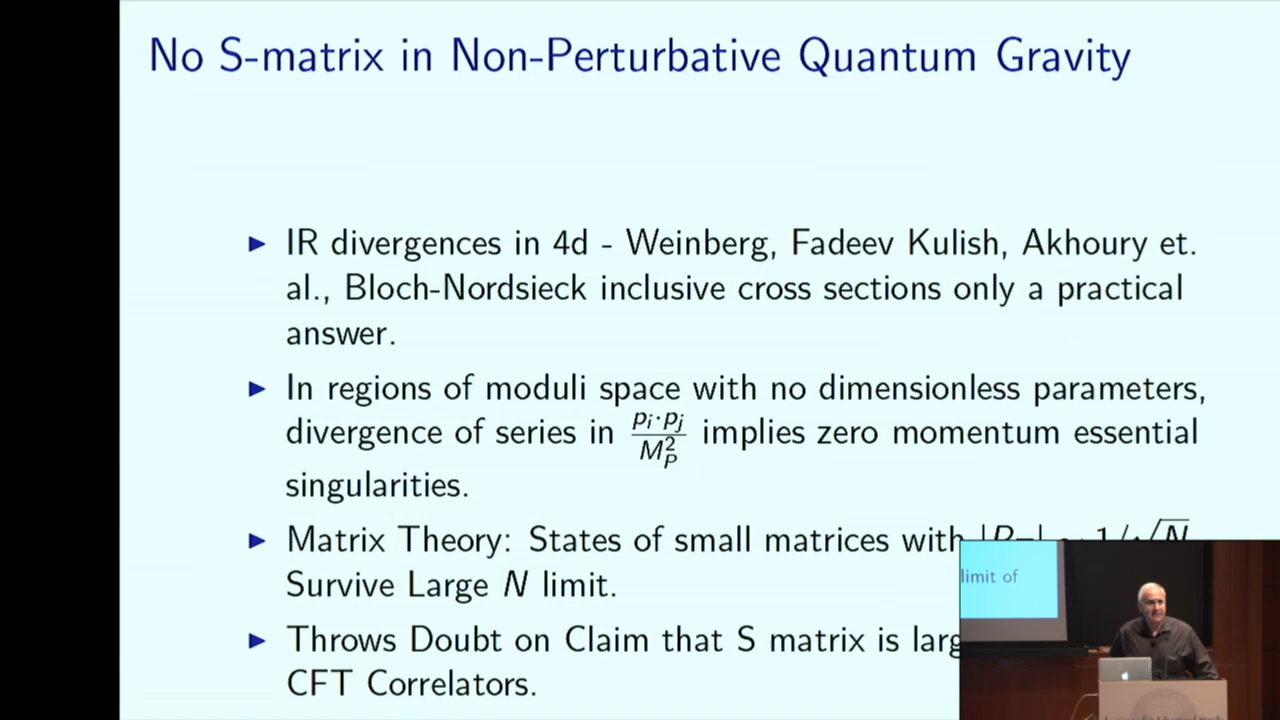 No S-matrix in Non-Perturbative Quantum Gravity
▶ IR divergences in 4d - Weinberg, Fadeev Kulish, Akhoury et.
al., Bloch-Nordsieck inclusive cross sections only a practical
answer.
▶ In regions of moduli space with no dimensionless parameters,
divergence of series in $\frac{p_i \cdot p_j}{M_P^2}$ implies zero momentum essential
singularities.
▶ Matrix Theory: States of small matrices with
Survive Large N limit.
▶ Throws Doubt on Claim that S matrix is
CFT Correlators.
limit of